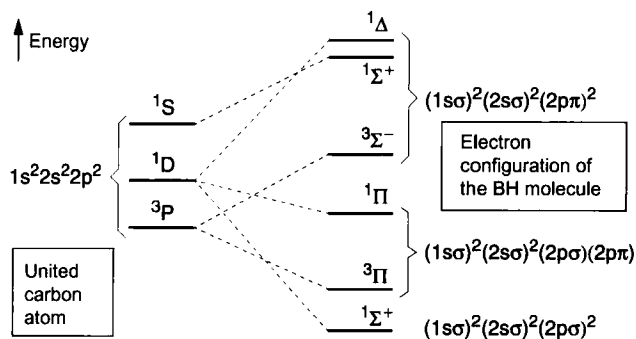 Energy
¹Δ
¹Σ⁺
(1sσ)²(2sσ)²(2pπ)²
¹S
³Σ⁻
Electron
configuration of
the BH molecule
1s²2s²2p²
¹D
¹Π
³P
(1sσ)²(2sσ)²(2pσ)(2pπ)
United
carbon
atom
³Π
¹Σ⁺
(1sσ)²(2sσ)²(2pσ)²